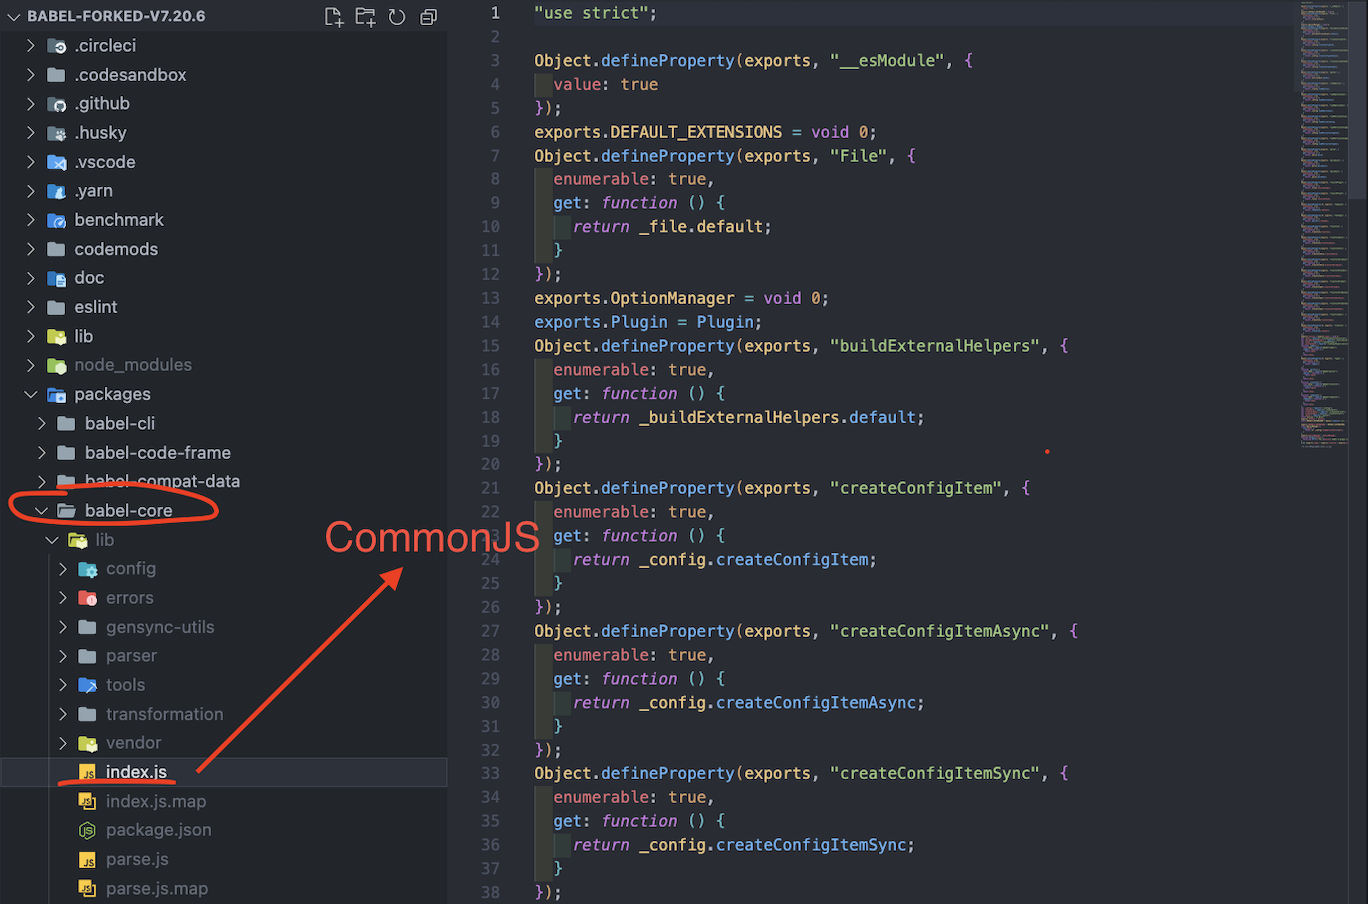 BABEL-FORKED-V7.20.6
.circleci
.codesandbox
.github
.husky
.vscode
.yarn
benchmark
codemods
doc
eslint
lib
node_modules
packages
babel-cli
babel-code-frame
babel-compat-data
babel-core
lib
config
errors
gensync-utils
parser
tools
transformation
vendor
index.js
index.js.map
package.json
parse.js
parse.js.map
CommonJS
1 "use strict";
2
3 Object.defineProperty(exports, "__esModule", {
4 value: true
5 });
6 exports.DEFAULT_EXTENSIONS = void 0;
7 Object.defineProperty(exports, "File", {
8 enumerable: true,
9 get: function () {
10 return _file.default;
11 }
12 });
13 exports.OptionManager = void 0;
14 exports.Plugin = Plugin;
15 Object.defineProperty(exports, "buildExternalHelpers", {
16 enumerable: true,
17 get: function () {
18 return _buildExternalHelpers.default;
19 }
20 });
21 Object.defineProperty(exports, "createConfigItem", {
22 enumerable: true,
23 get: function () {
24 return _config.createConfigItem;
25 }
26 });
27 Object.defineProperty(exports, "createConfigItemAsync", {
28 enumerable: true,
29 get: function () {
30 return _config.createConfigItemAsync;
31 }
32 });
33 Object.defineProperty(exports, "createConfigItemSync", {
34 enumerable: true,
35 get: function () {
36 return _config.createConfigItemSync;
37 }
38 });